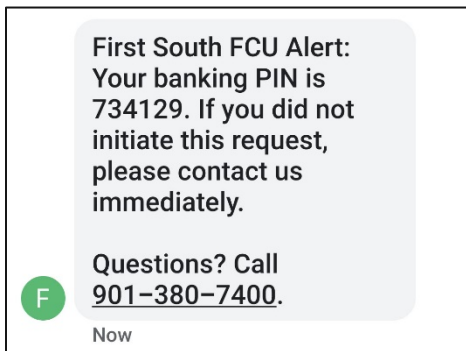 First South FCU Alert:
Your banking PIN is
734129. If you did not
initiate this request,
please contact us
immediately.
Questions? Call
901–380–7400.
F
Now